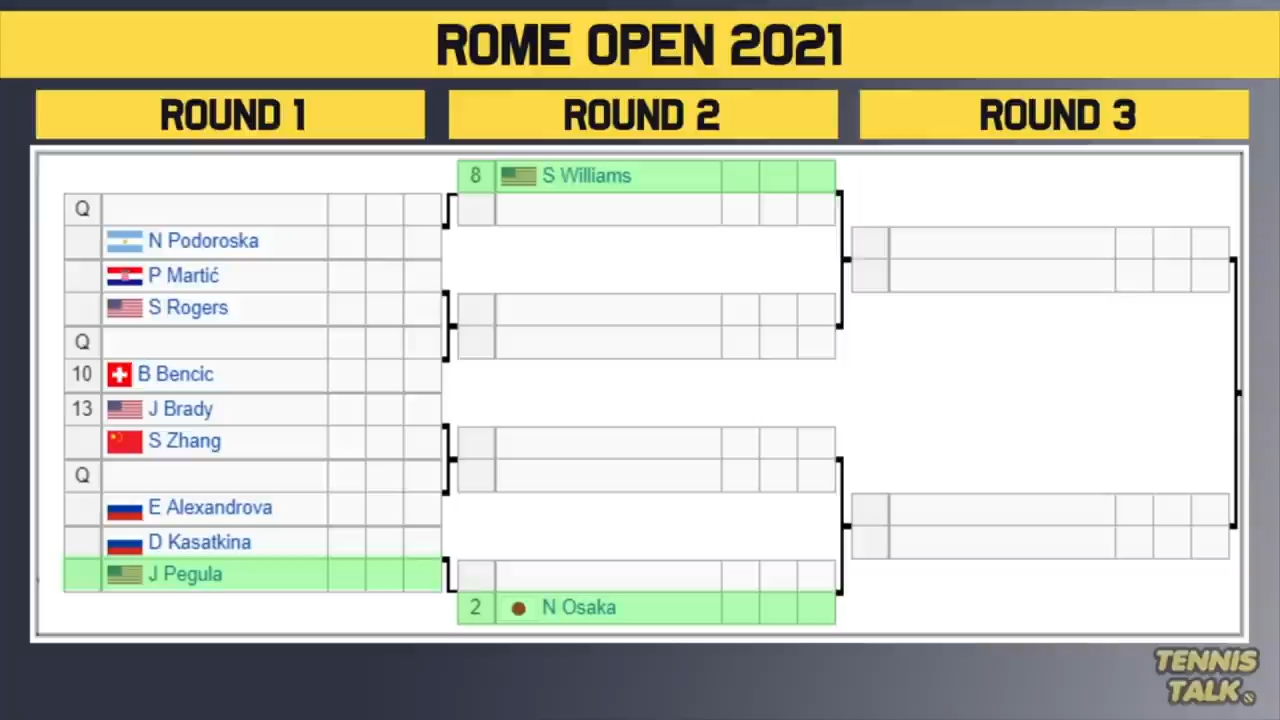 ROME OPEN 2021
ROUND 1
ROUND 2
ROUND 3
8 S Williams
Q
N Podoroska
P Martić
S Rogers
Q
10 B Bencic
13 J Brady
S Zhang
Q
E Alexandrova
D Kasatkina
J Pegula
2 N Osaka
TENNIS
TALK